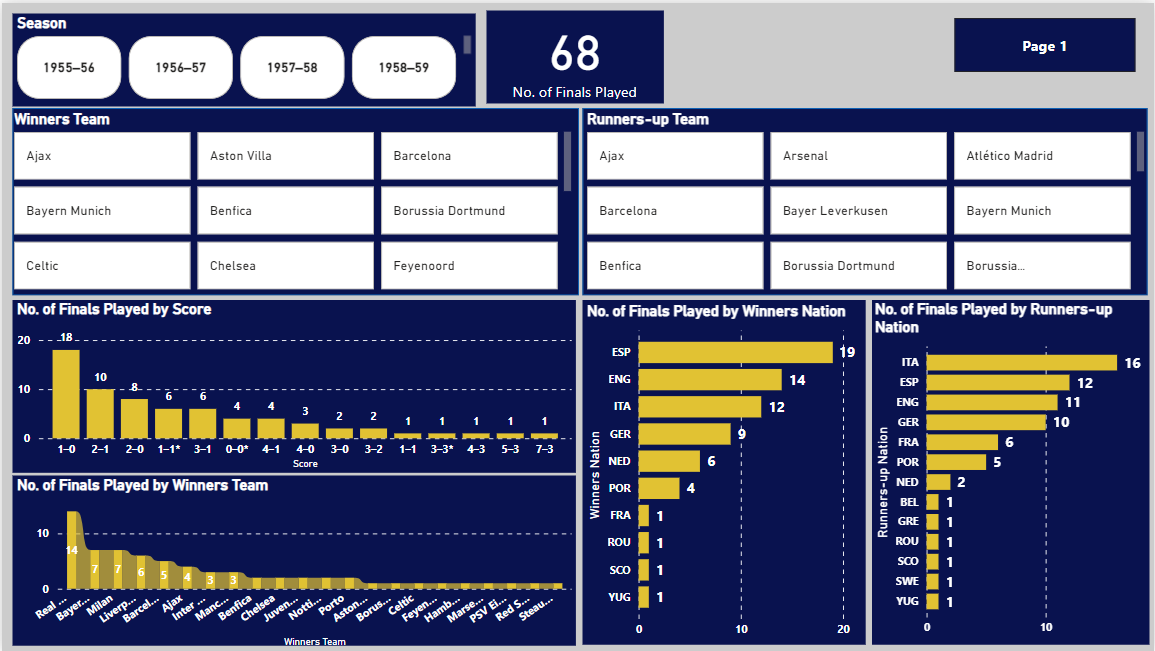 Season
1955–56 1956–57 1957–58 1958–59
68
No. of Finals Played
Page 1
Winners Team
Ajax Aston Villa Barcelona
Bayern Munich Benfica Borussia Dortmund
Celtic Chelsea Feyenoord
Runners-up Team
Ajax Arsenal Atlético Madrid
Barcelona Bayer Leverkusen Bayern Munich
Benfica Borussia Dortmund Borussia...
No. of Finals Played by Score
20
10
0
18 10 8 6 6 4 4 3 2 2 1 1 1 1 1
1–0 2–1 2–0 1–1* 3–1 0–0* 4–1 4–0 3–0 3–2 1–1 3–3* 4–3 5–3 7–3
Score
No. of Finals Played by Winners Team
10
0
14 7 7 6 5 4 3 3
Real ... Bayer... Milan Liverp... Barcel... Ajax Inter ... Manc... Benfica Chelsea Juven... Notti... Porto Aston... Borus... Celtic Feyen... Hamb... Marse... PSV Ei... Red S... Steau...
Winners Team
No. of Finals Played by Winners Nation
Winners Nation
ESP 19
ENG 14
ITA 12
GER 9
NED 6
POR 4
FRA 1
ROU 1
SCO 1
YUG 1
0 10 20
No. of Finals Played by Runners-up
Nation
Runners-up Nation
ITA 16
ESP 12
ENG 11
GER 10
FRA 6
POR 5
NED 2
BEL 1
GRE 1
ROU 1
SCO 1
SWE 1
YUG 1
0 10